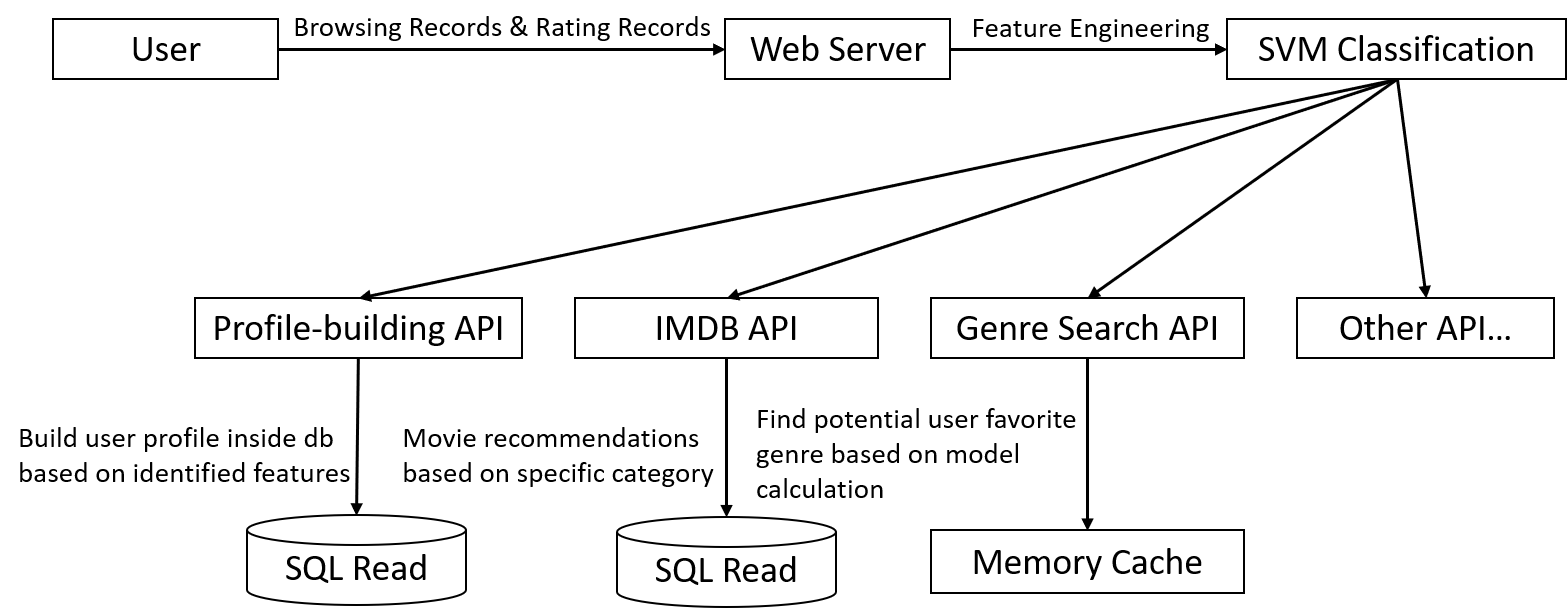 User
Browsing Records & Rating Records
Web Server
Feature Engineering
SVM Classification
Profile-building API
IMDB API
Genre Search API
Other API...
Build user profile inside db
based on identified features
Movie recommendations
based on specific category
Find potential user favorite
genre based on model
calculation
SQL Read
SQL Read
Memory Cache